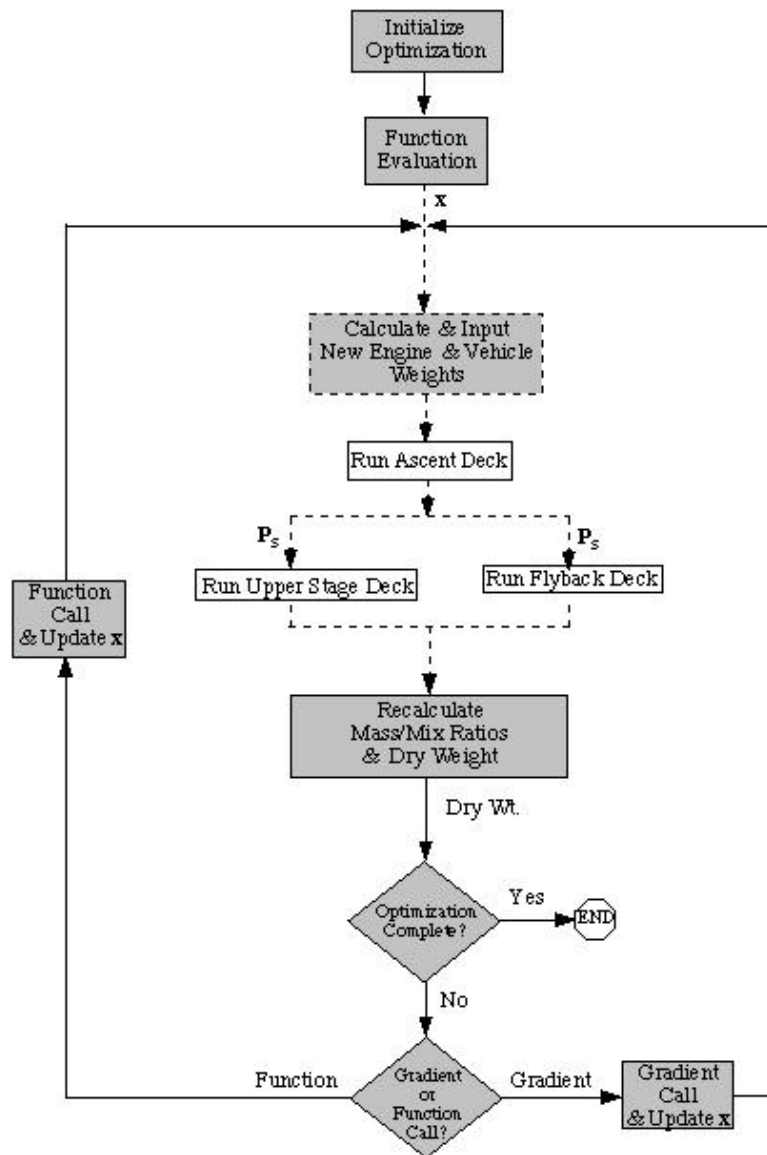 Initialize
Optimization
Function
Evaluation
x
Calculate & Input
New Engine & Vehicle
Weights
Run Ascent Deck
Ps
Ps
Run Upper Stage Deck
Run Flyback Deck
Function
Call
& Update x
Recalculate
Mass/Mix Ratios
& Dry Weight
Dry Wt.
Optimization
Complete?
Yes
END
No
Function
Gradient
or
Function
Call?
Gradient
Gradient
Call
& Update x